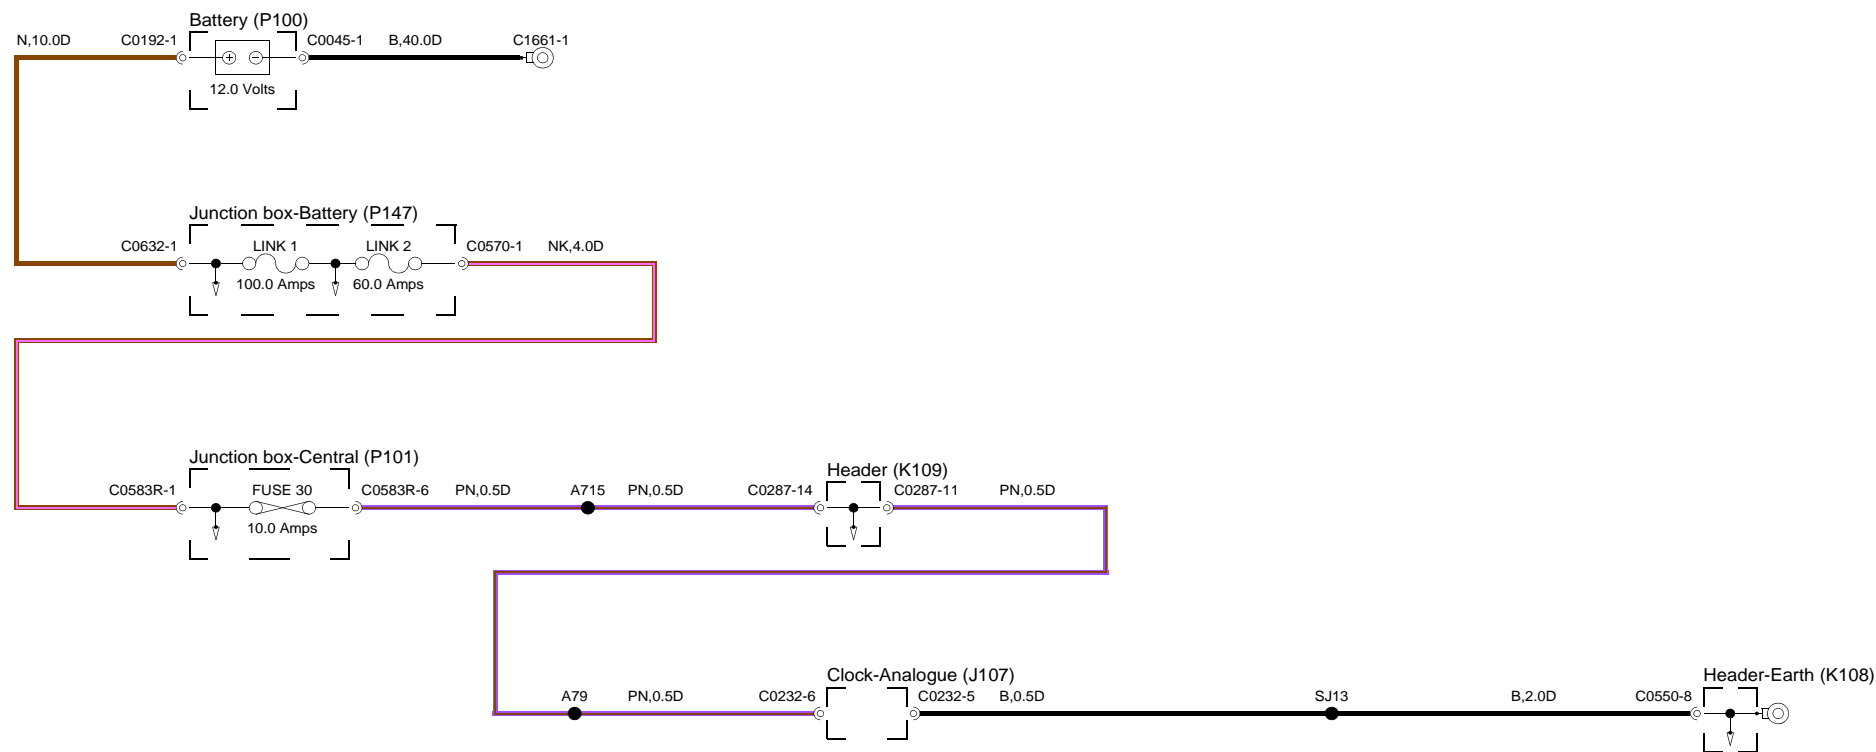 Battery (P100)
N,10.0D C0192-1 C0045-1 B,40.0D C1661-1
12.0 Volts
Junction box-Battery (P147)
C0632-1 LINK 1 LINK 2 C0570-1 NK,4.0D
100.0 Amps 60.0 Amps
Junction box-Central (P101)
Header (K109)
C0583R-1 FUSE 30 C0583R-6 PN,0.5D A715 PN,0.5D C0287-14 C0287-11 PN,0.5D
10.0 Amps
Clock-Analogue (J107) Header-Earth (K108)
A79 PN,0.5D C0232-6 C0232-5 B,0.5D SJ13 B,2.0D C0550-8